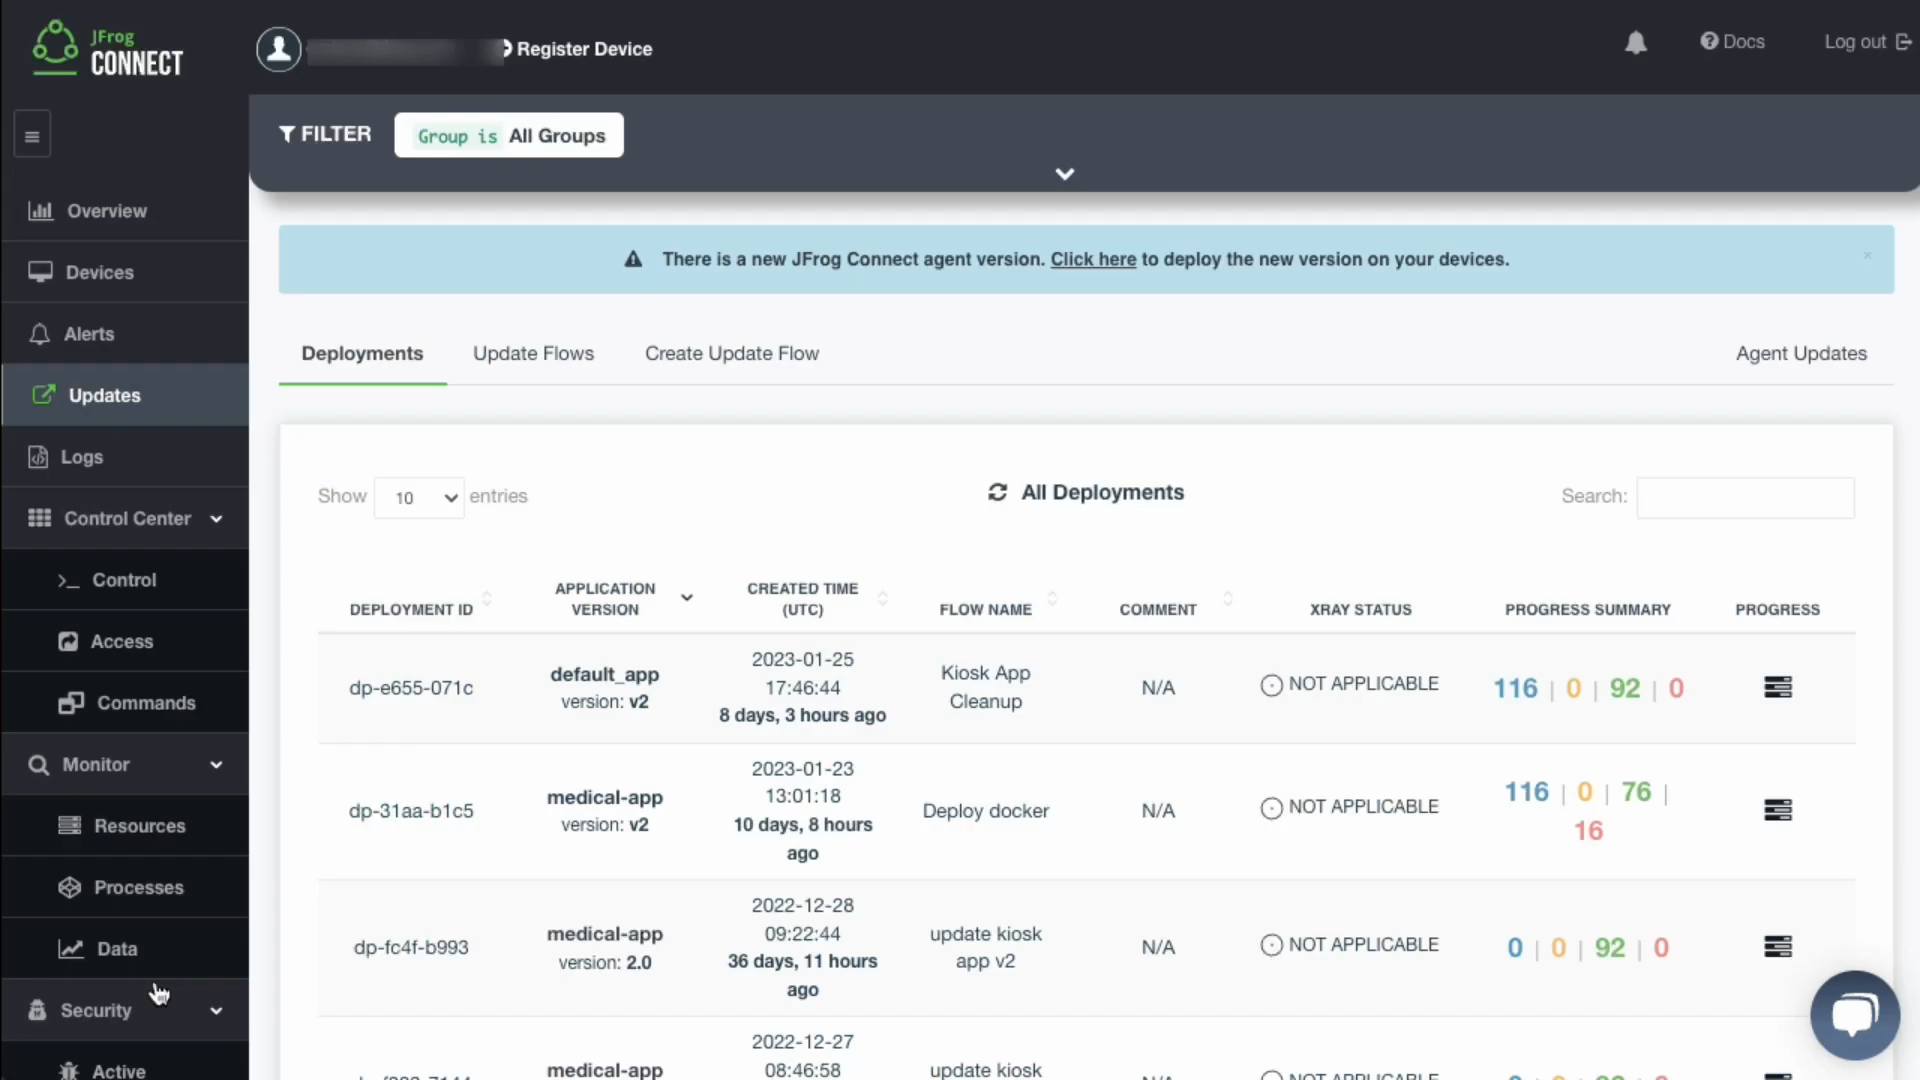 JFrog
CONNECT
Register Device
Docs
Log out
FILTER
Group is All Groups
Overview
Devices
Alerts
Updates
Logs
Control Center
Control
Access
Commands
Monitor
Resources
Processes
Data
Security
Active
There is a new JFrog Connect agent version. Click here to deploy the new version on your devices.
×
Deployments
Update Flows
Create Update Flow
Agent Updates
Show 10 entries
All Deployments
Search:
DEPLOYMENT ID
APPLICATION
VERSION
CREATED TIME
(UTC)
FLOW NAME
COMMENT
XRAY STATUS
PROGRESS SUMMARY
PROGRESS
dp-e655-071c
default_app
version: v2
2023-01-25
17:46:44
8 days, 3 hours ago
Kiosk App
Cleanup
N/A
NOT APPLICABLE
116 | 0 | 92 | 0
dp-31aa-b1c5
medical-app
version: v2
2023-01-23
13:01:18
10 days, 8 hours
ago
Deploy docker
N/A
NOT APPLICABLE
116 | 0 | 76 |
16
dp-fc4f-b993
medical-app
version: 2.0
2022-12-28
09:22:44
36 days, 11 hours
ago
update kiosk
app v2
N/A
NOT APPLICABLE
0 | 0 | 92 | 0
medical-app
2022-12-27
08:46:58
update kiosk
N/A
NOT APPLICABLE